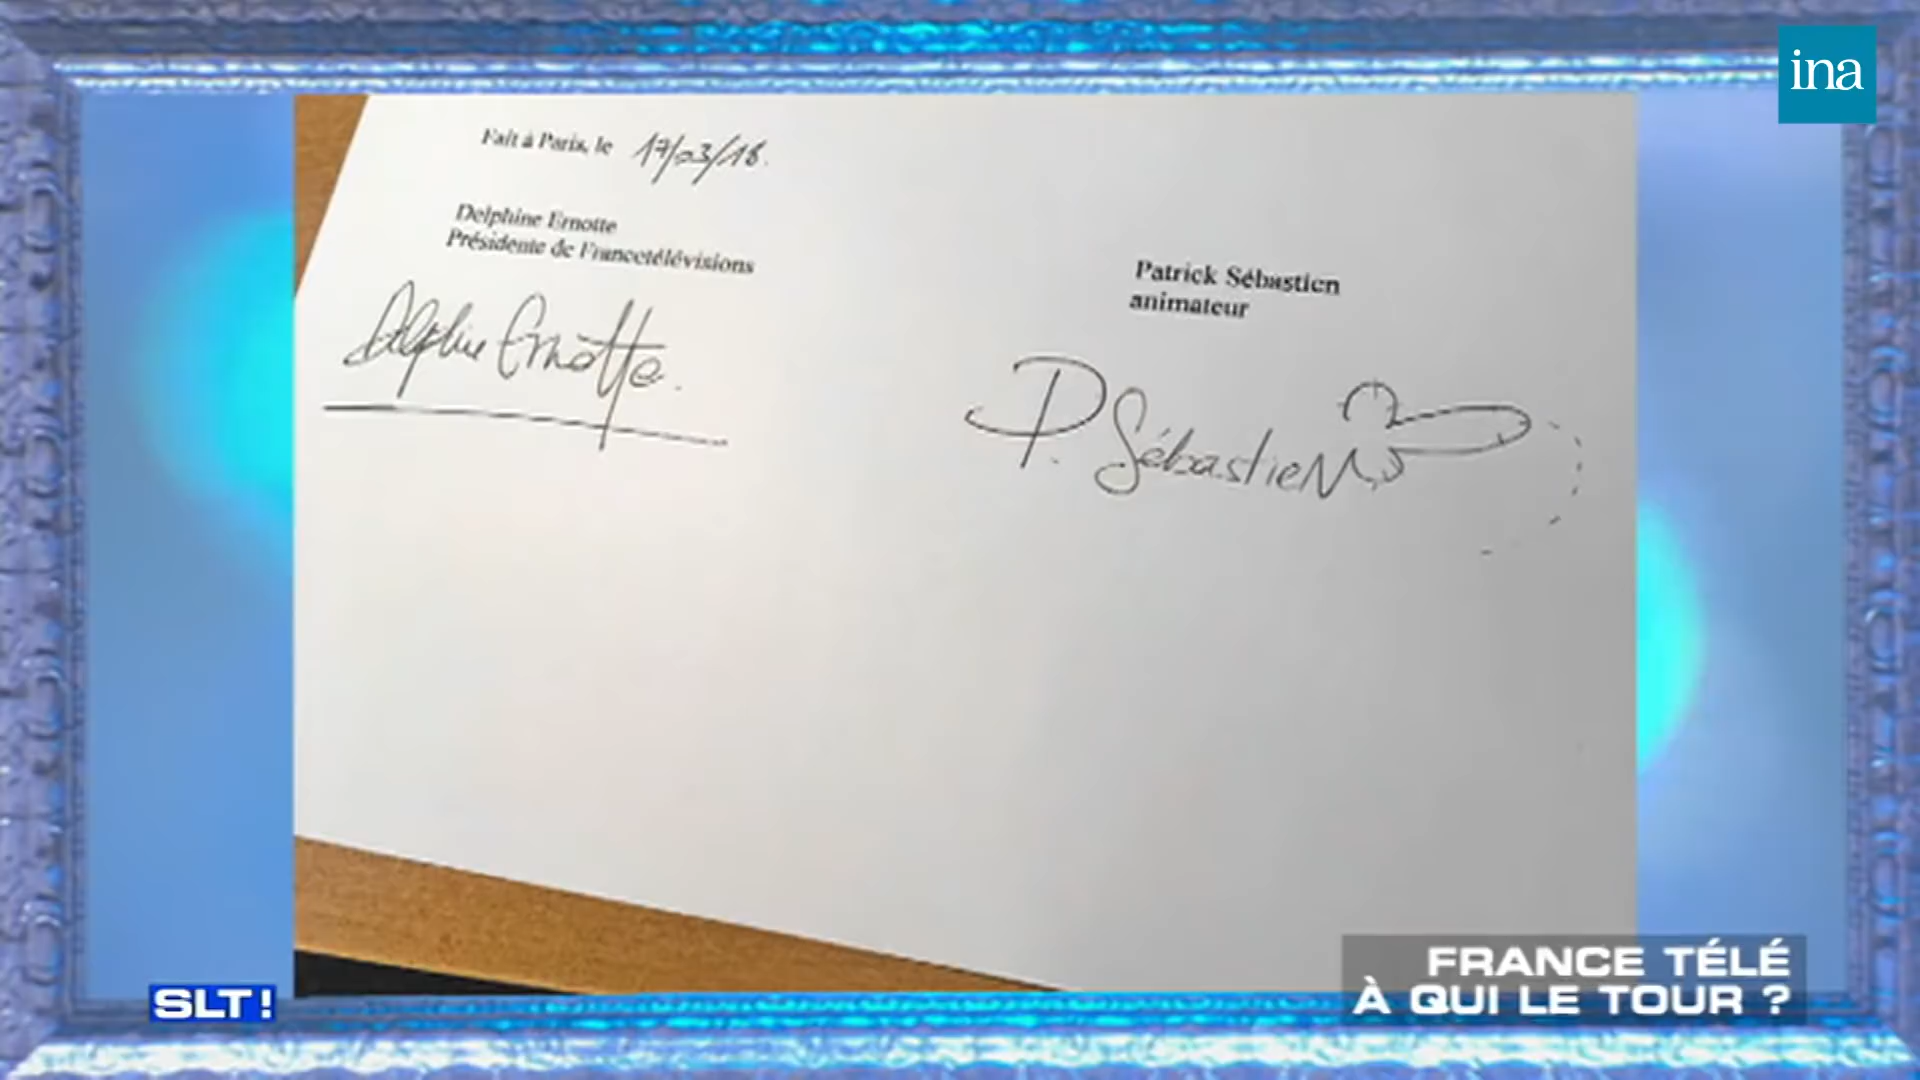 ina
Fait à Paris, le 17/03/16.
Delphine Ernotte
Présidente de Francetélévisions
Delphine Ernotte.
Patrick Sébastien
animateur
P. Sébastien
SLT!
FRANCE TÉLÉ
À QUI LE TOUR ?